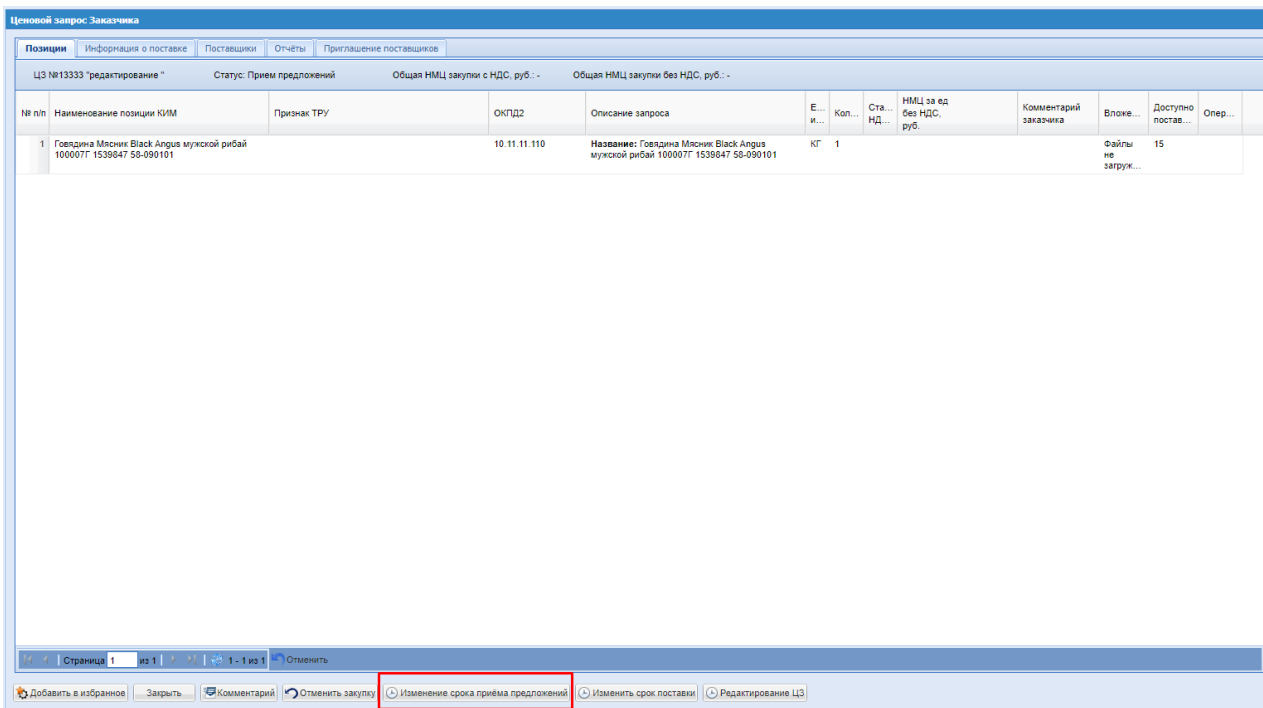 Ценовой запрос Заказчика
Позиции Информация о поставке Поставщики Отчёты Приглашение поставщиков
ЦЗ №13333 "редактирование " Статус: Прием предложений Общая НМЦ закупки с НДС, руб.: - Общая НМЦ закупки без НДС, руб.: -
№ п/п Наименование позиции КИМ Признак ТРУ ОКПД2 Описание запроса Е... и... Кол... Ста... НД... НМЦ за ед без НДС, руб. Комментарий заказчика Вложе... Доступно постав... Опер...
1 Говядина Мясник Black Angus мужской рибай 10.11.11.110 Название: Говядина Мясник Black Angus КГ 1 Файлы 15
100007Г 1539847 58-090101 мужской рибай 100007Г 1539847 58-090101 не
загруж...
Страница 1 из 1 1 - 1 из 1 Отменить
Добавить в избранное Закрыть Комментарий Отменить закупку Изменение срока приёма предложений Изменить срок поставки Редактирование ЦЗ